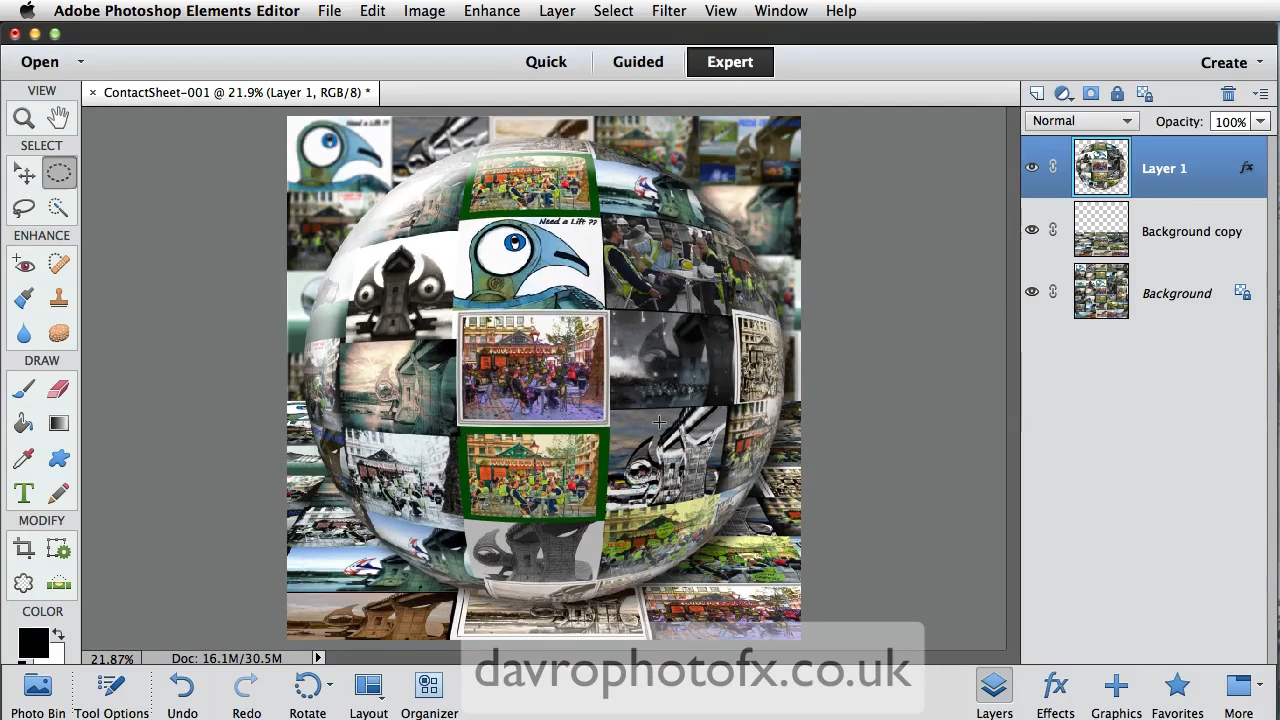 Adobe Photoshop Elements Editor File Edit Image Enhance Layer Select Filter View Window Help
Open Quick Guided Expert Create
VIEW
× ContactSheet-001 @ 21.9% (Layer 1, RGB/8) *
Normal Opacity: 100%
SELECT
Layer 1 fx
Need a Lift ??
Background copy
ENHANCE
Background
DRAW
T
MODIFY
COLOR
21.87% Doc: 16.1M/30.5M
davrophotofx.co.uk
Photo Bin Tool Options Undo Redo Rotate Layout Organizer Layers fx Effects Graphics Favorites More